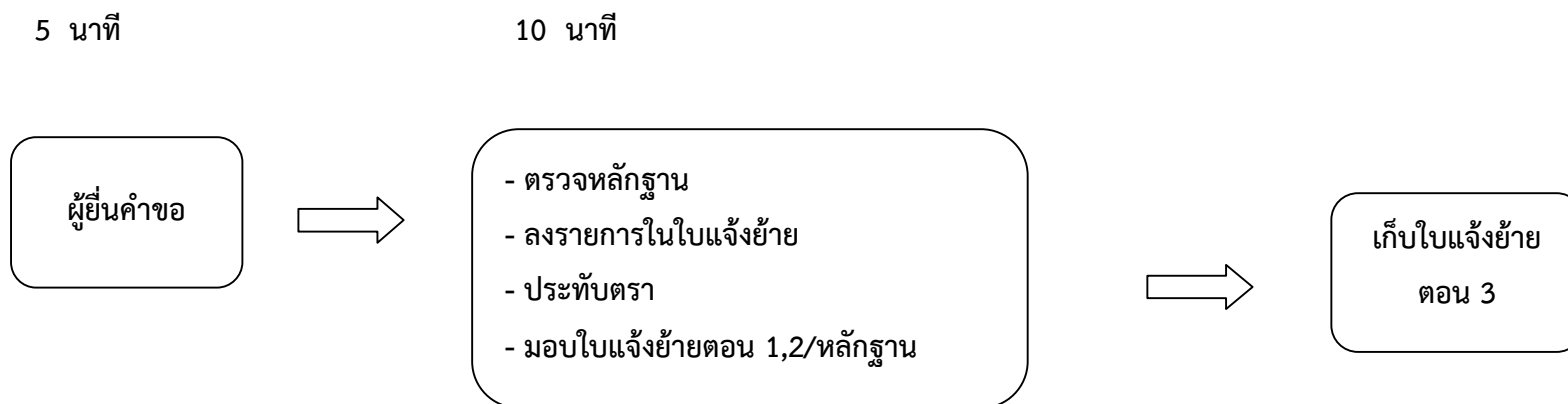 5 นาที
10 นาที
ผู้ยื่นคำขอ
- ตรวจหลักฐาน
- ลงรายการในใบแจ้งย้าย
- ประทับตรา
- มอบใบแจ้งย้ายตอน 1,2/หลักฐาน
เก็บใบแจ้งย้าย
ตอน 3